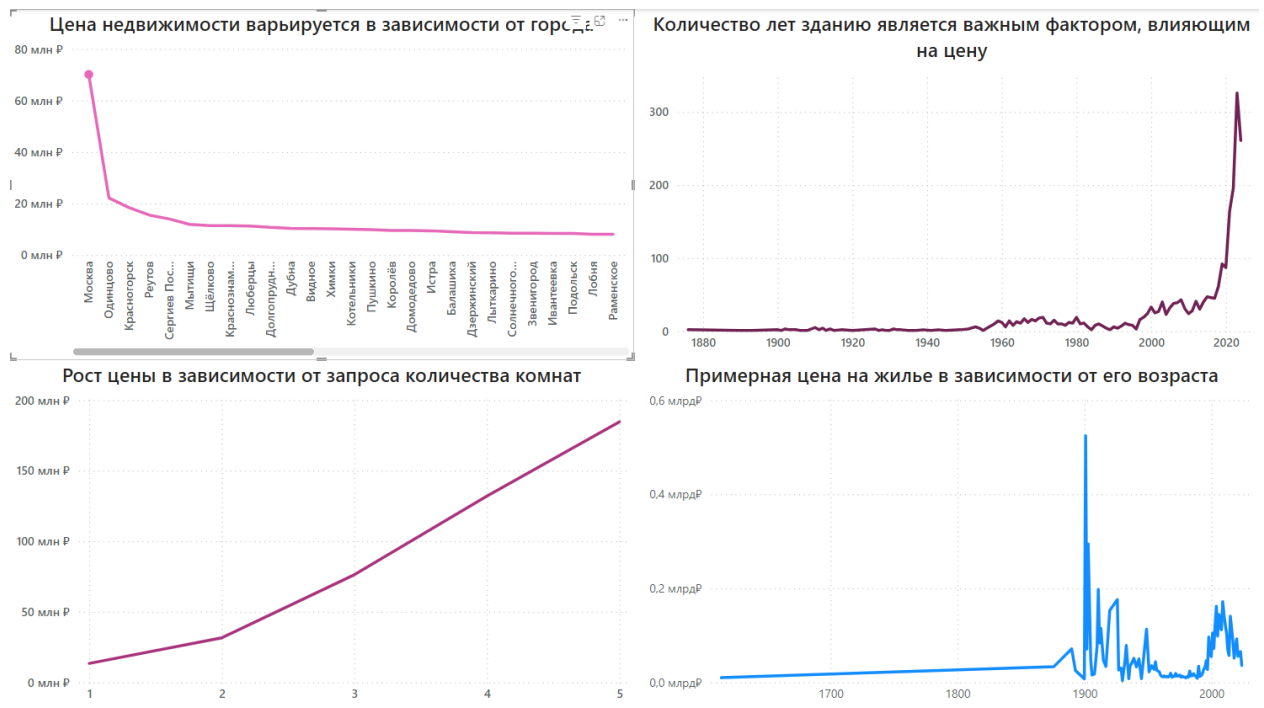 Цена недвижимости варьируется в зависимости от города
80 млн ₽
60 млн ₽
40 млн ₽
20 млн ₽
0 млн ₽
Москва
Одинцово
Красногорск
Реутов
Сергиев Пос...
Мытищи
Щёлково
Краснознам...
Люберцы
Долгопрудн...
Дубна
Видное
Химки
Котельники
Пушкино
Королёв
Домодедово
Истра
Балашиха
Дзержинский
Лыткарино
Солнечного...
Звенигород
Ивантеевка
Подольск
Лобня
Раменское
Количество лет зданию является важным фактором, влияющим
на цену
300
200
100
0
1880
1900
1920
1940
1960
1980
2000
2020
Рост цены в зависимости от запроса количества комнат
200 млн ₽
150 млн ₽
100 млн ₽
50 млн ₽
0 млн ₽
1
2
3
4
5
Примерная цена на жилье в зависимости от его возраста
0,6 млрд₽
0,4 млрд₽
0,2 млрд₽
0,0 млрд₽
1700
1800
1900
2000